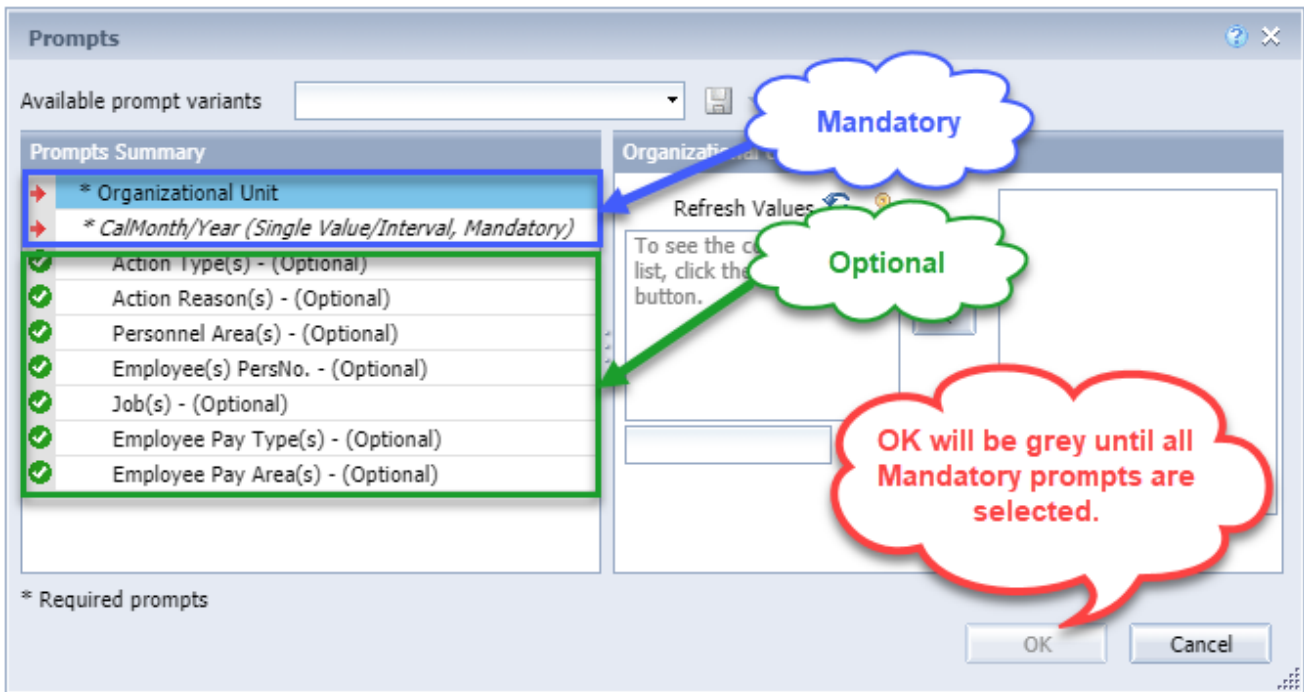 Prompts
Available prompt variants
Mandatory
Prompts Summary
Organizational
* Organizational Unit
* CalMonth/Year (Single Value/Interval, Mandatory)
Action Type(s) - (Optional)
Action Reason(s) - (Optional)
Personnel Area(s) - (Optional)
Employee(s) PersNo. - (Optional)
Job(s) - (Optional)
Employee Pay Type(s) - (Optional)
Employee Pay Area(s) - (Optional)
Refresh Values
To see the
list, click the
button.
Optional
OK will be grey until all
Mandatory prompts are
selected.
* Required prompts
OK
Cancel